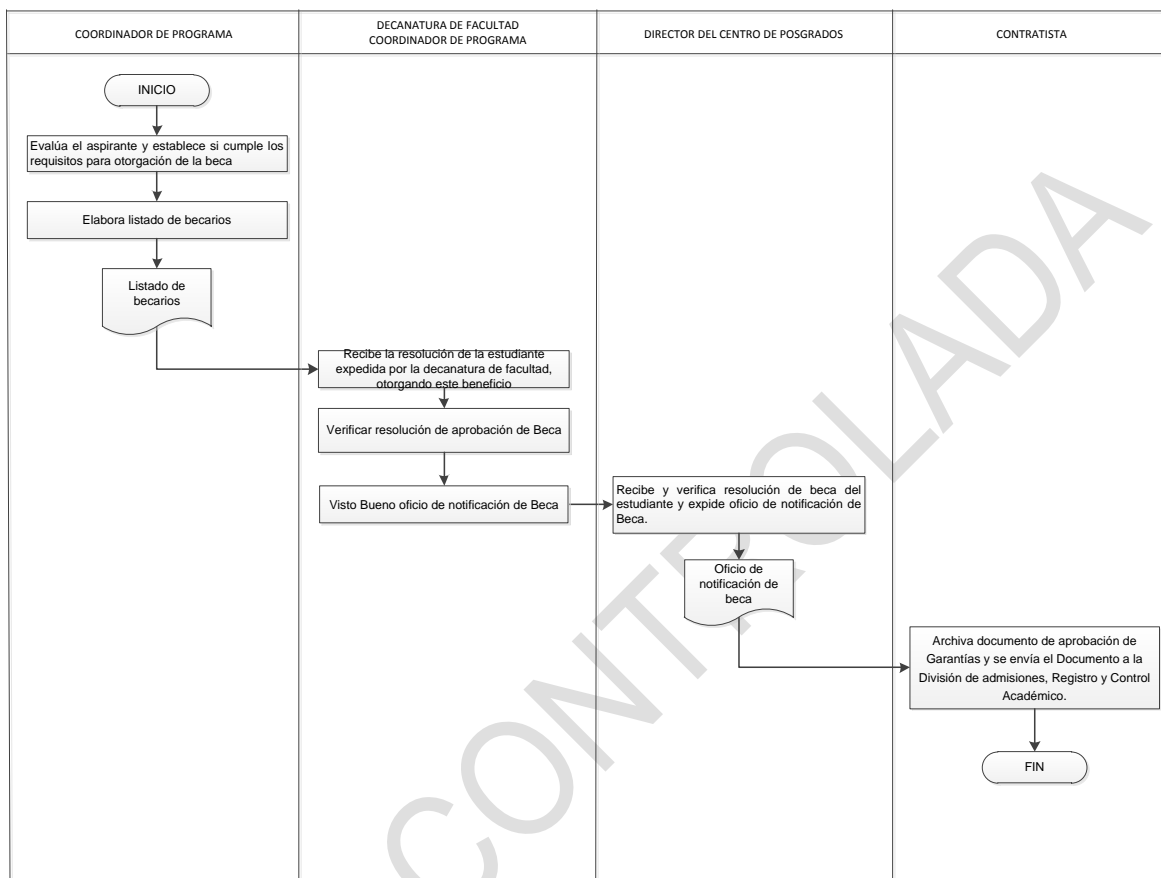 COORDINADOR DE PROGRAMA
DECANATURA DE FACULTAD
COORDINADOR DE PROGRAMA
DIRECTOR DEL CENTRO DE POSGRADOS
CONTRATISTA
INICIO
Evalúa el aspirante y establece si cumple los
requisitos para otorgación de la beca
Elabora listado de becarios
Listado de
becarios
Recibe la resolución de la estudiante
expedida por la decanatura de facultad,
otorgando este beneficio
Verificar resolución de aprobación de Beca
Visto Bueno oficio de notificación de Beca
Recibe y verifica resolución de beca del
estudiante y expide oficio de notificación de
Beca.
Oficio de
notificación de
beca
Archiva documento de aprobación de
Garantías y se envía el Documento a la
División de admisiones, Registro y Control
Académico.
FIN
CONTROLADA